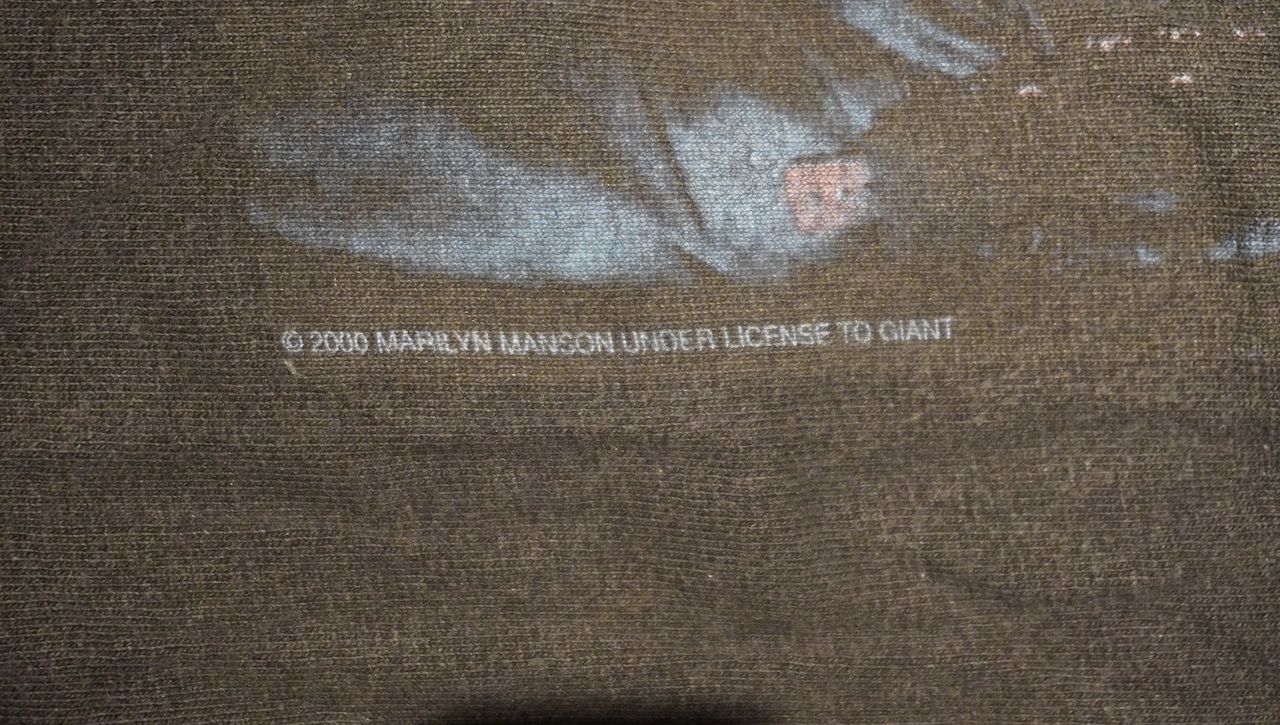 © 2000 MARILYN MANSON UNDER LICENSE TO GIANT